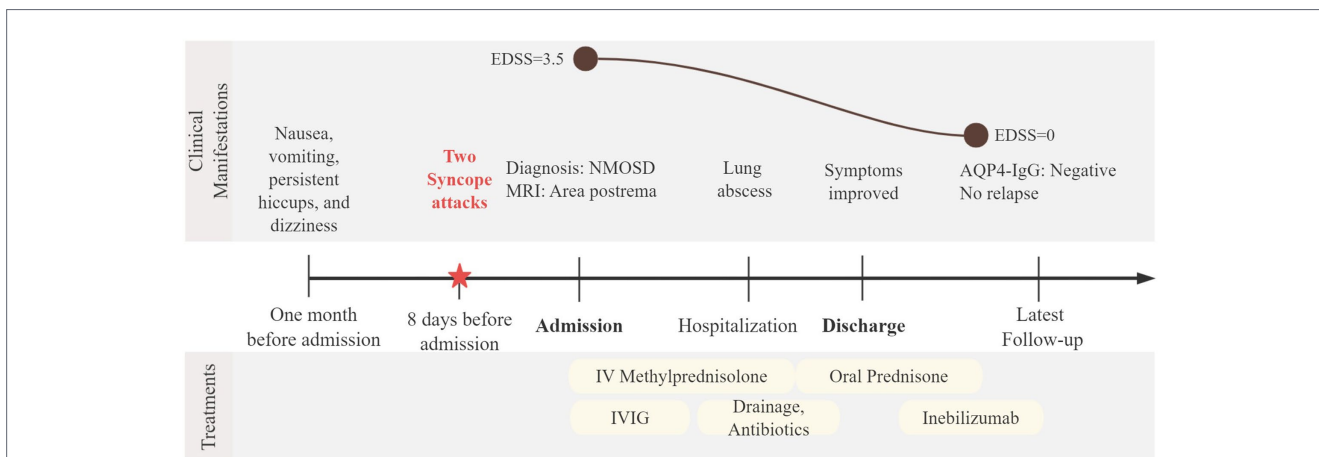 Clinical
Manifestations
EDSS=3.5
EDSS=0
Nausea,
vomiting,
persistent
hiccups, and
dizziness
Two
Syncope
attacks
Diagnosis: NMOSD
MRI: Area postrema
Lung
abscess
Symptoms
improved
AQP4-IgG: Negative
No relapse
One month
before admission
8 days before
admission
Admission
Hospitalization
Discharge
Latest
Follow-up
Treatments
IV Methylprednisolone
Oral Prednisone
IVIG
Drainage,
Antibiotics
Inebilizumab